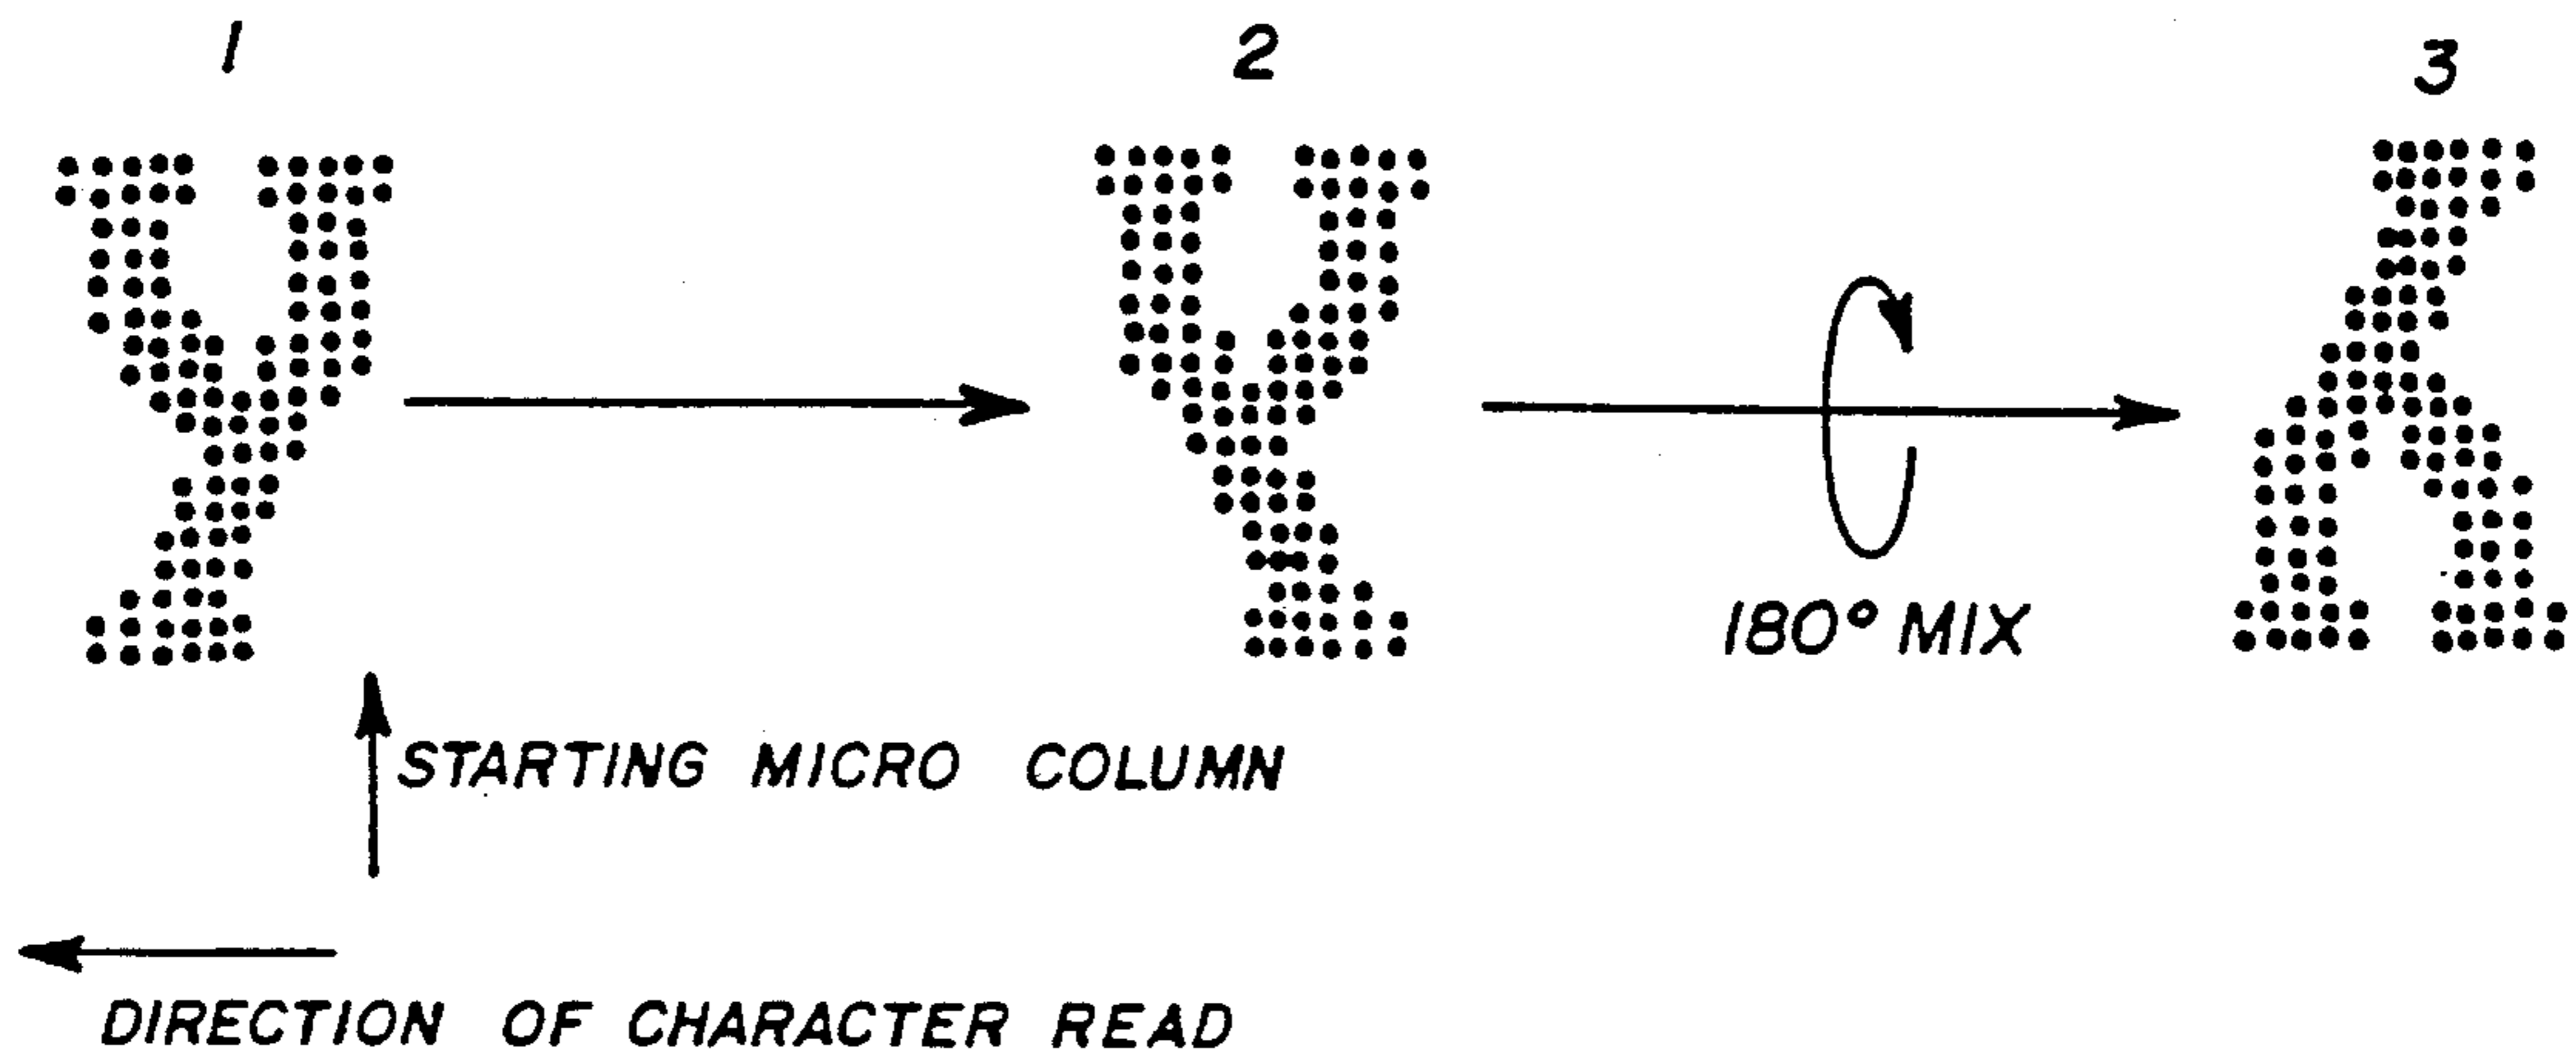 1 2 3
180° MIX
STARTING MICRO COLUMN
DIRECTION OF CHARACTER READ